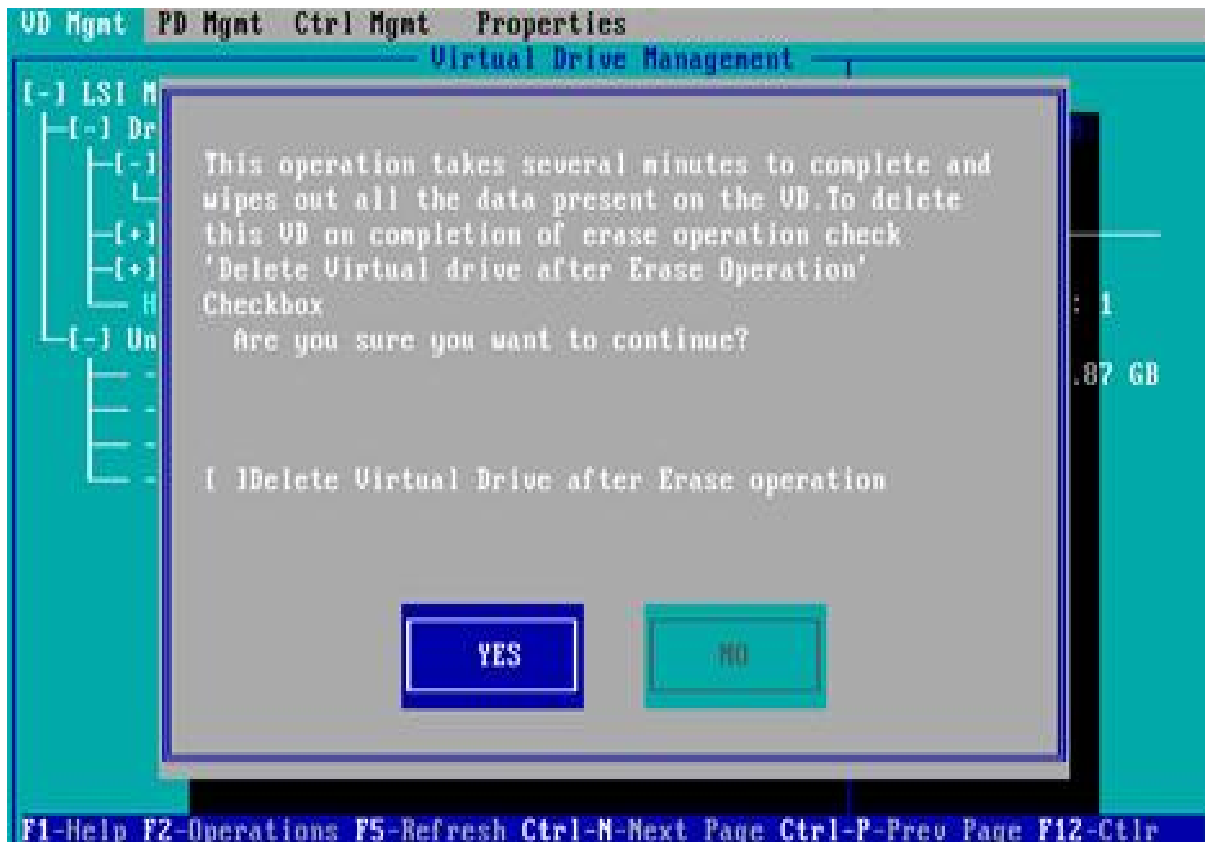 VD Mgmt PD Mgmt Ctrl Mgmt Properties
Virtual Drive Management
[-] LSI M
[-] Dr
[-]
[+]
[+]
H
[-] Un
This operation takes several minutes to complete and
wipes out all the data present on the VD.To delete
this VD on completion of erase operation check
'Delete Virtual drive after Erase Operation'
Checkbox
Are you sure you want to continue?
: 1
.87 GB
[ ]Delete Virtual Drive after Erase operation
YES NO
F1-Help F2-Operations F5-Refresh Ctrl-N-Next Page Ctrl-P-Prev Page F12-Ctlr